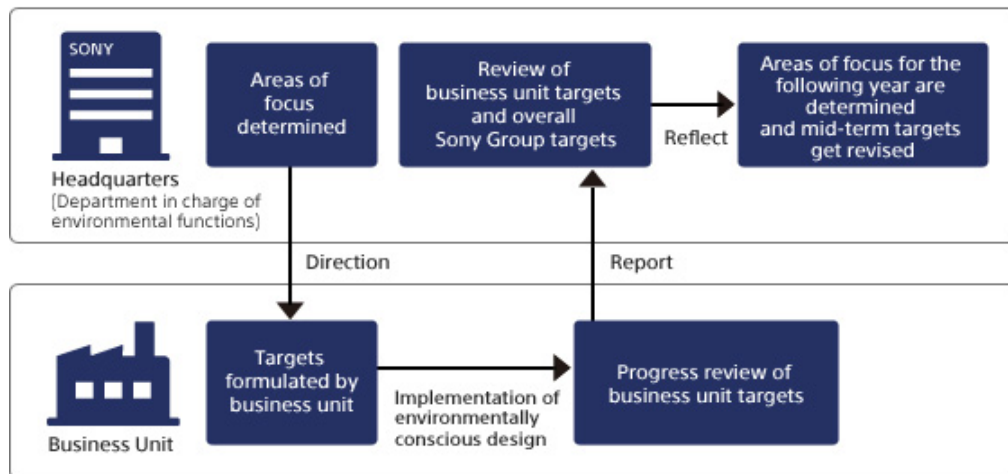 SONY
Headquarters
(Department in charge of
environmental functions)
Areas of
focus
determined
Review of
business unit targets
and overall
Sony Group targets
Reflect
Areas of focus for the
following year are
determined
and mid-term targets
get revised
Direction
Report
Business Unit
Targets
formulated by
business unit
Implementation of
environmentally
conscious design
Progress review of
business unit targets